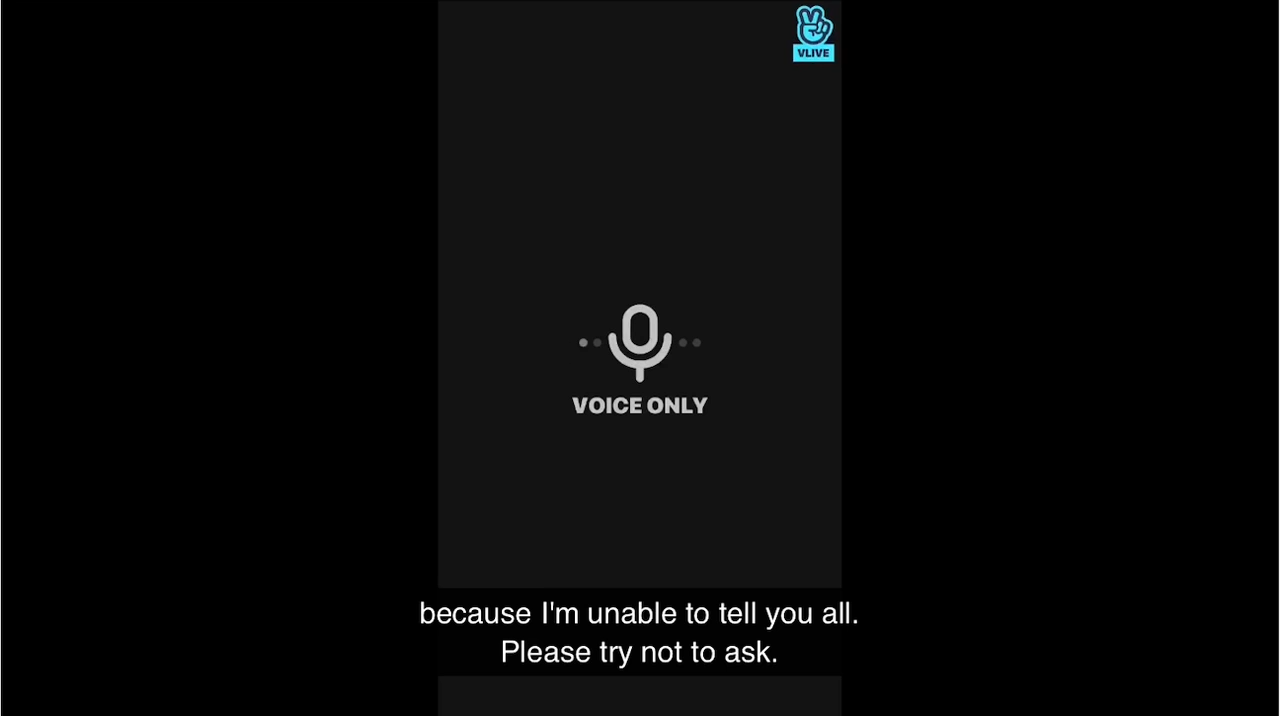 VLIVE
VOICE ONLY
because I'm unable to tell you all.
Please try not to ask.